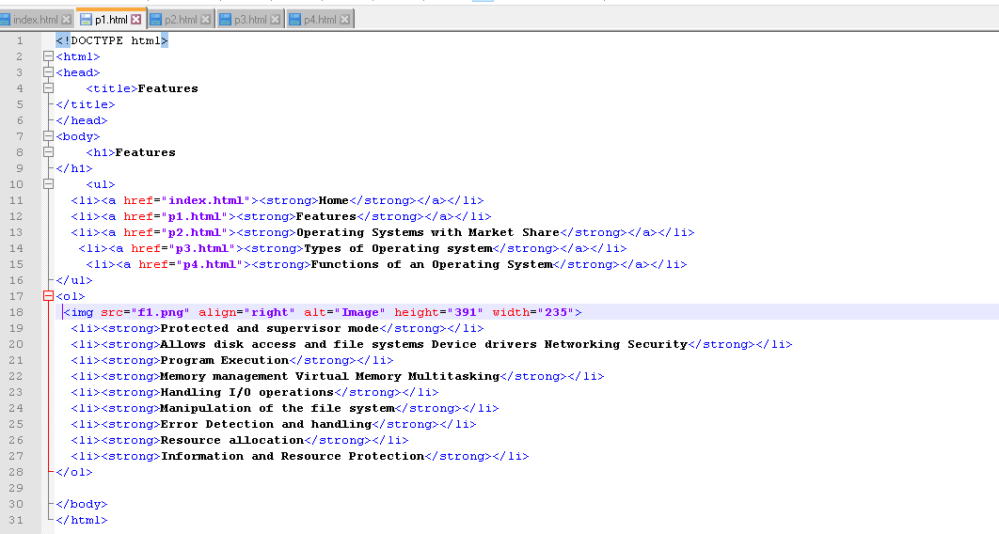 index.html p1.html p2.html p3.html p4.html
1 <!DOCTYPE html>
2 <html>
3 <head>
4 <title>Features
5 </title>
6 </head>
7 <body>
8 <h1>Features
9 </h1>
10 <ul>
11 <li><a href="index.html"><strong>Home</strong></a></li>
12 <li><a href="p1.html"><strong>Features</strong></a></li>
13 <li><a href="p2.html"><strong>Operating Systems with Market Share</strong></a></li>
14 <li><a href="p3.html"><strong>Types of Operating system</strong></a></li>
15 <li><a href="p4.html"><strong>Functions of an Operating System</strong></a></li>
16 </ul>
17 <ol>
18 <img src="f1.png" align="right" alt="Image" height="391" width="235">
19 <li><strong>Protected and supervisor mode</strong></li>
20 <li><strong>Allows disk access and file systems Device drivers Networking Security</strong></li>
21 <li><strong>Program Execution</strong></li>
22 <li><strong>Memory management Virtual Memory Multitasking</strong></li>
23 <li><strong>Handling I/O operations</strong></li>
24 <li><strong>Manipulation of the file system</strong></li>
25 <li><strong>Error Detection and handling</strong></li>
26 <li><strong>Resource allocation</strong></li>
27 <li><strong>Information and Resource Protection</strong></li>
28 </ol>
29
30 </body>
31 </html>